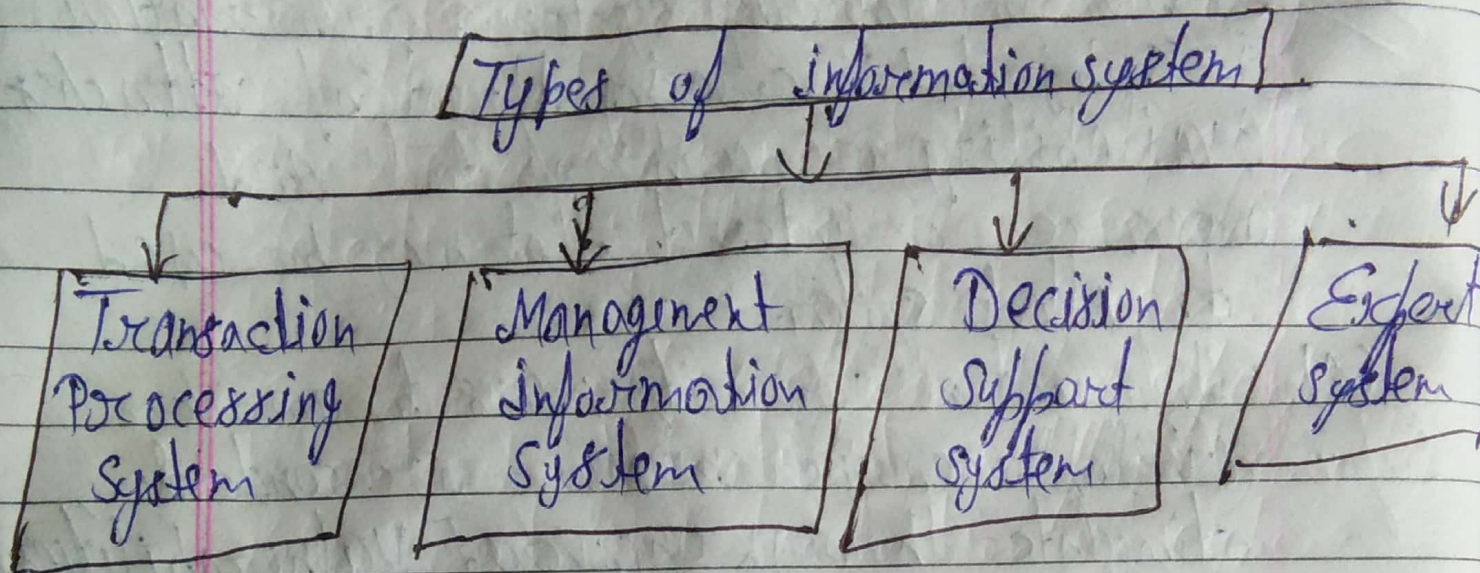 Types of information system
Transaction
Processing
System
Management
information
System
Decision
Support
system
Expert
system